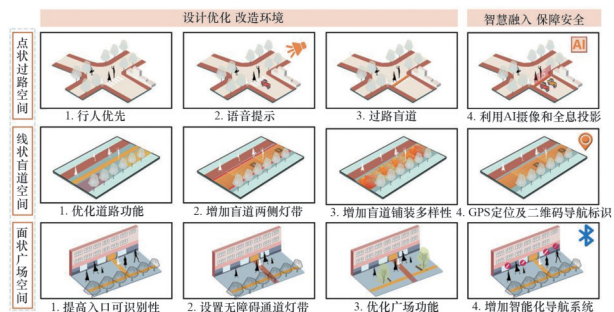 设计优化 改造环境
智慧融入 保障安全
点状过路空间
AI
1. 行人优先
2. 语音提示
3. 过路盲道
4. 利用AI摄像和全息投影
线状盲道空间
1. 优化道路功能
2. 增加盲道两侧灯带
3. 增加盲道铺装多样性
4. GPS定位及二维码导航标识
面状广场空间
1. 提高入口可识别性
2. 设置无障碍通道灯带
3. 优化广场功能
4. 增加智能化导航系统